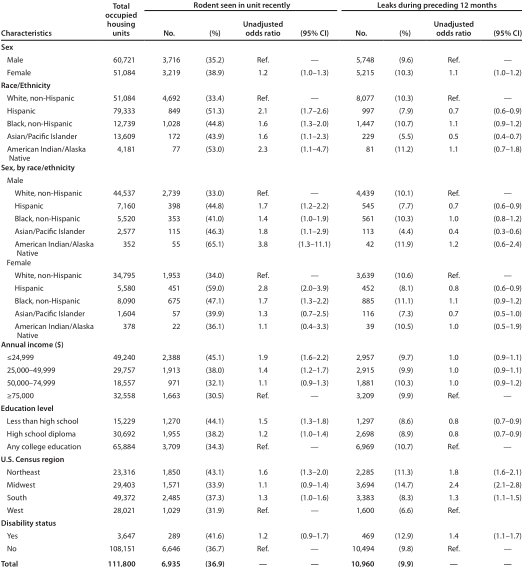 Characteristics Total occupied housing units Rodent seen in unit recently Leaks during preceding 12 months
No. (%) Unadjusted odds ratio (95% CI) No. (%) Unadjusted odds ratio (95% CI)
Sex
Male 60,721 3,716 (35.2) Ref. — 5,748 (9.6) Ref. —
Female 51,084 3,219 (38.9) 1.2 (1.0–1.3) 5,215 (10.3) 1.1 (1.0–1.2)
Race/Ethnicity
White, non-Hispanic 51,084 4,692 (33.4) Ref. — 8,077 (10.3) Ref. —
Hispanic 79,333 849 (51.3) 2.1 (1.7–2.6) 997 (7.9) 0.7 (0.6–0.9)
Black, non-Hispanic 12,739 1,028 (44.8) 1.6 (1.3–2.0) 1,447 (10.7) 1.1 (0.9–1.2)
Asian/Pacific Islander 13,609 172 (43.9) 1.6 (1.1–2.3) 229 (5.5) 0.5 (0.4–0.7)
American Indian/Alaska 4,181 77 (53.0) 2.3 (1.1–4.7) 81 (11.2) 1.1 (0.7–1.8)
Native
Sex, by race/ethnicity
Male
White, non-Hispanic 44,537 2,739 (33.0) Ref. — 4,439 (10.1) Ref. —
Hispanic 7,160 398 (44.8) 1.7 (1.2–2.2) 545 (7.7) 0.7 (0.6–0.9)
Black, non-Hispanic 5,520 353 (41.0) 1.4 (1.0–1.9) 561 (10.3) 1.0 (0.8–1.2)
Asian/Pacific Islander 2,577 115 (46.3) 1.8 (1.1–2.9) 113 (4.4) 0.4 (0.3–0.6)
American Indian/Alaska 352 55 (65.1) 3.8 (1.3–11.1) 42 (11.9) 1.2 (0.6–2.4)
Native
Female
White, non-Hispanic 34,795 1,953 (34.0) Ref. — 3,639 (10.6) Ref. —
Hispanic 5,580 451 (59.0) 2.8 (2.0–3.9) 452 (8.1) 0.8 (0.6–0.9)
Black, non-Hispanic 8,090 675 (47.1) 1.7 (1.3–2.2) 885 (11.1) 1.1 (0.9–1.2)
Asian/Pacific Islander 1,604 57 (39.9) 1.3 (0.7–2.5) 116 (7.3) 0.7 (0.5–1.0)
American Indian/Alaska 378 22 (36.1) 1.1 (0.4–3.3) 39 (10.5) 1.0 (0.5–1.9)
Native
Annual income ($)
≤24,999 49,240 2,388 (45.1) 1.9 (1.6–2.2) 2,957 (9.7) 1.0 (0.9–1.1)
25,000–49,999 29,757 1,913 (38.0) 1.4 (1.2–1.7) 2,915 (9.9) 1.0 (0.9–1.1)
50,000–74,999 18,557 971 (32.1) 1.1 (0.9–1.3) 1,881 (10.3) 1.0 (0.9–1.2)
≥75,000 32,558 1,663 (30.5) Ref. — 3,209 (9.9) Ref. —
Education level
Less than high school 15,229 1,270 (44.1) 1.5 (1.3–1.8) 1,297 (8.6) 0.8 (0.7–0.9)
High school diploma 30,692 1,955 (38.2) 1.2 (1.0–1.4) 2,698 (8.9) 0.8 (0.7–0.9)
Any college education 65,884 3,709 (34.3) Ref. — 6,969 (10.7) Ref. —
U.S. Census region
Northeast 23,316 1,850 (43.1) 1.6 (1.3–2.0) 2,285 (11.3) 1.8 (1.6–2.1)
Midwest 29,403 1,571 (33.9) 1.1 (0.9–1.4) 3,694 (14.7) 2.4 (2.1–2.8)
South 49,372 2,485 (37.3) 1.3 (1.0–1.6) 3,383 (8.3) 1.3 (1.1–1.5)
West 28,021 1,029 (31.9) Ref. — 1,600 (6.6) Ref. —
Disability status
Yes 3,647 289 (41.6) 1.2 (0.9–1.7) 469 (12.9) 1.4 (1.1–1.7)
No 108,151 6,646 (36.7) Ref. — 10,494 (9.8) Ref. —
Total 111,800 6,935 (36.9) — — 10,960 (9.9) — —